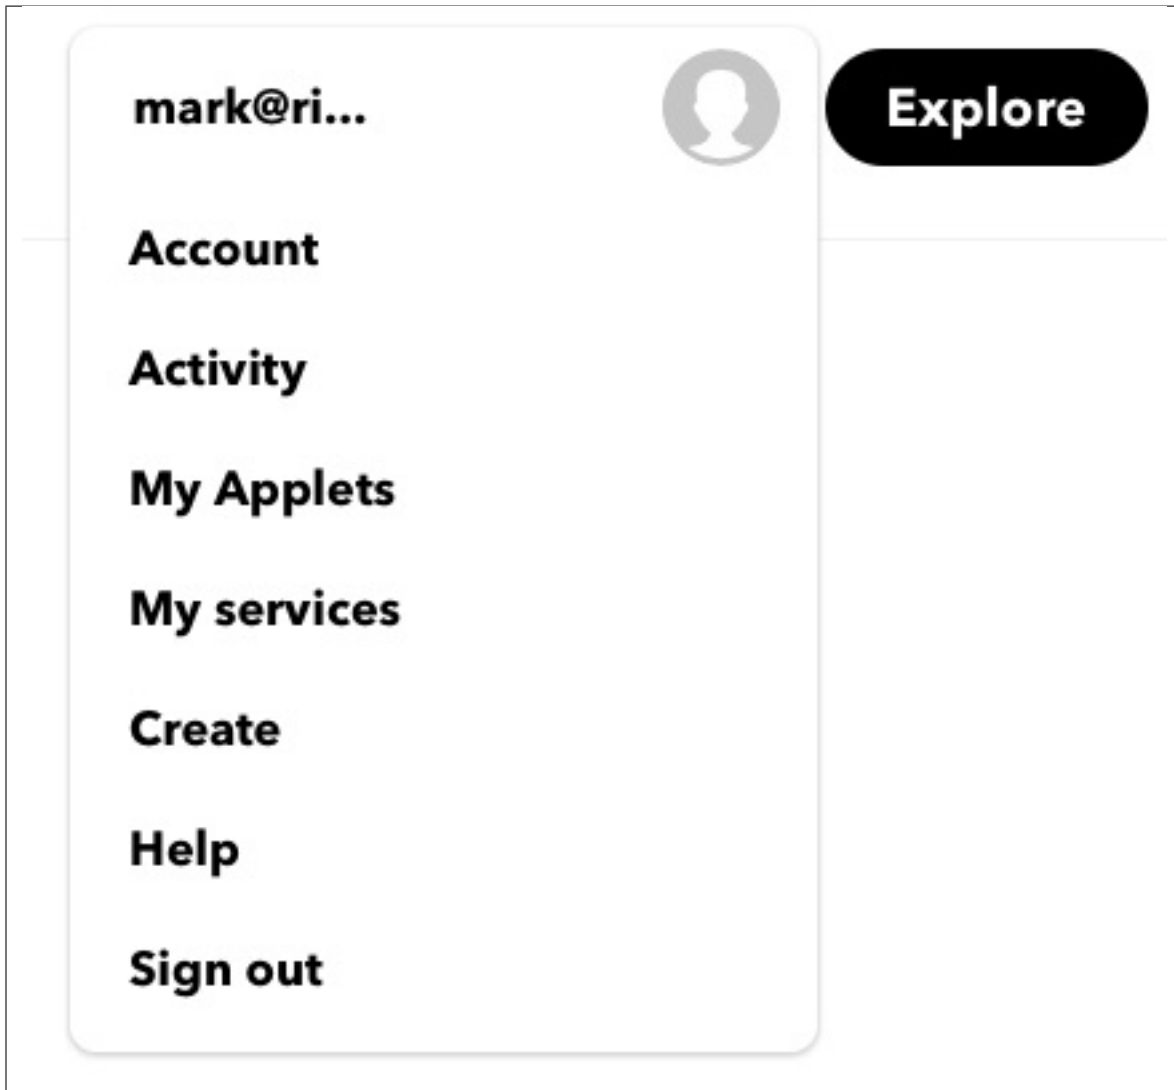 mark@ri...
Explore
Account
Activity
My Applets
My services
Create
Help
Sign out